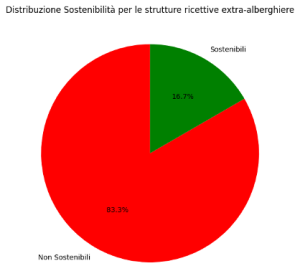 Distribuzione Sostenibilità per le strutture ricettive extra-alberghiere
Sostenibili
16.7%
83.3%
Non Sostenibili